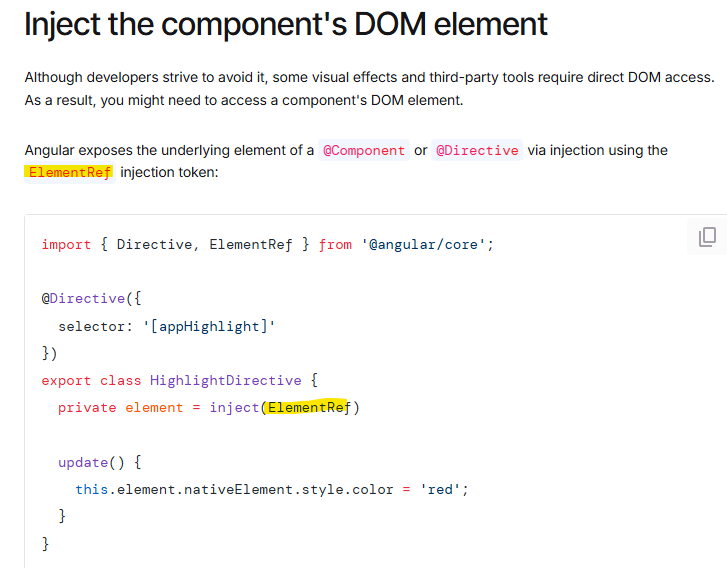 Inject the component's DOM element
Although developers strive to avoid it, some visual effects and third-party tools require direct DOM access.
As a result, you might need to access a component's DOM element.
Angular exposes the underlying element of a @Component or @Directive via injection using the
ElementRef injection token:
import { Directive, ElementRef } from '@angular/core';
@Directive({
  selector: '[appHighlight]'
})
export class HighlightDirective {
  private element = inject(ElementRef)
  update() {
    this.element.nativeElement.style.color = 'red';
  }
}